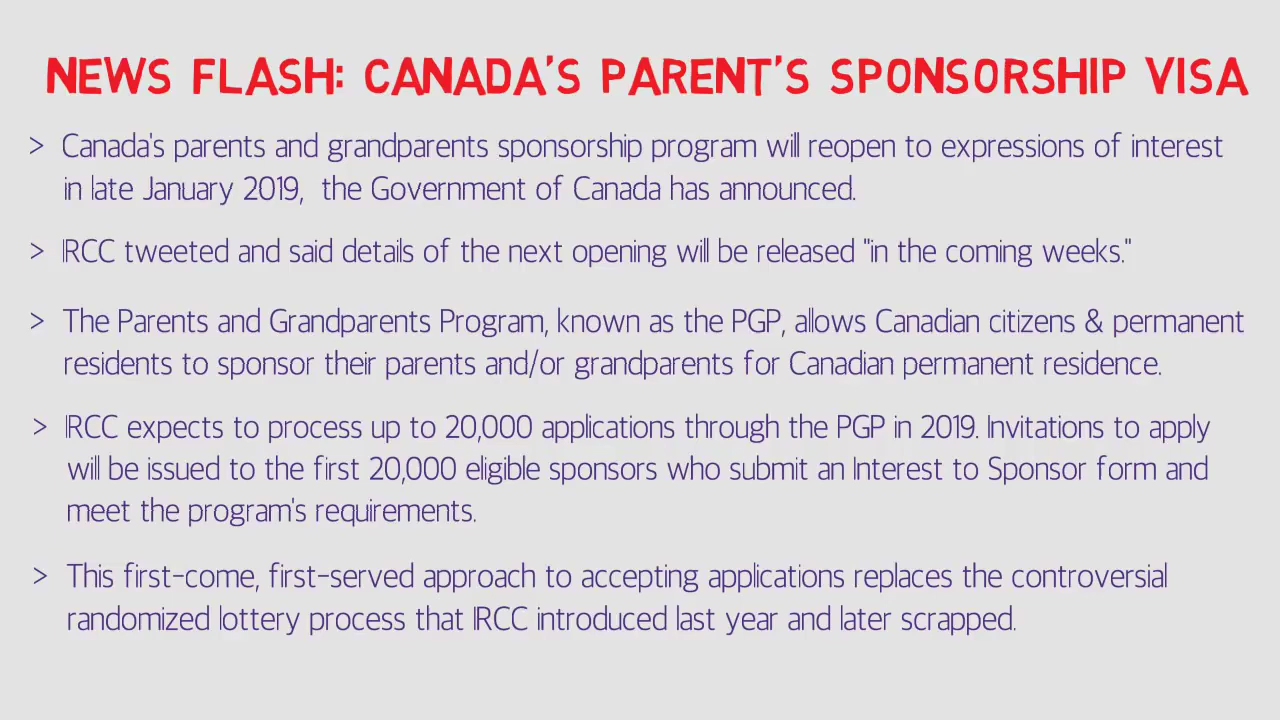 NEWS FLASH: CANADA'S PARENT'S SPONSORSHIP VISA
> Canada's parents and grandparents sponsorship program will reopen to expressions of interest
in late January 2019, the Government of Canada has announced.
> IRCC tweeted and said details of the next opening will be released "in the coming weeks."
> The Parents and Grandparents Program, known as the PGP, allows Canadian citizens & permanent
residents to sponsor their parents and/or grandparents for Canadian permanent residence.
> IRCC expects to process up to 20,000 applications through the PGP in 2019. Invitations to apply
will be issued to the first 20,000 eligible sponsors who submit an Interest to Sponsor form and
meet the program's requirements.
> This first-come, first-served approach to accepting applications replaces the controversial
randomized lottery process that IRCC introduced last year and later scrapped.